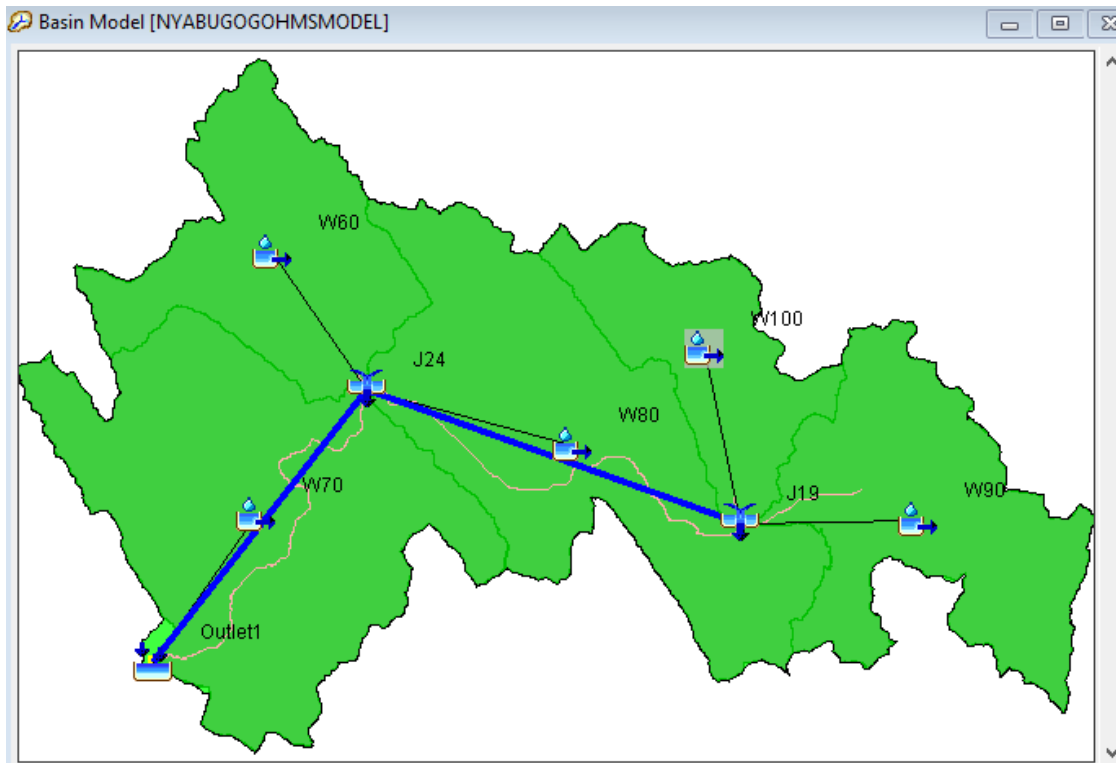 Basin Model [NYABUGOGOHMSMODEL]
W60
W100
J24
W80
W70
J19
W90
Outlet1